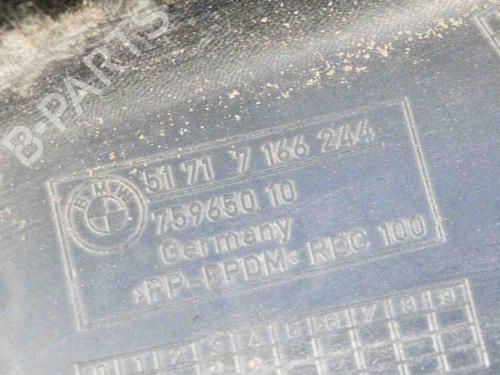 B-PARTS
BMW
51 71 7 166 244
759650 10
Germany
>PP-EPDM< REC 100
0 1 2 3 4 5 6 7 8 9